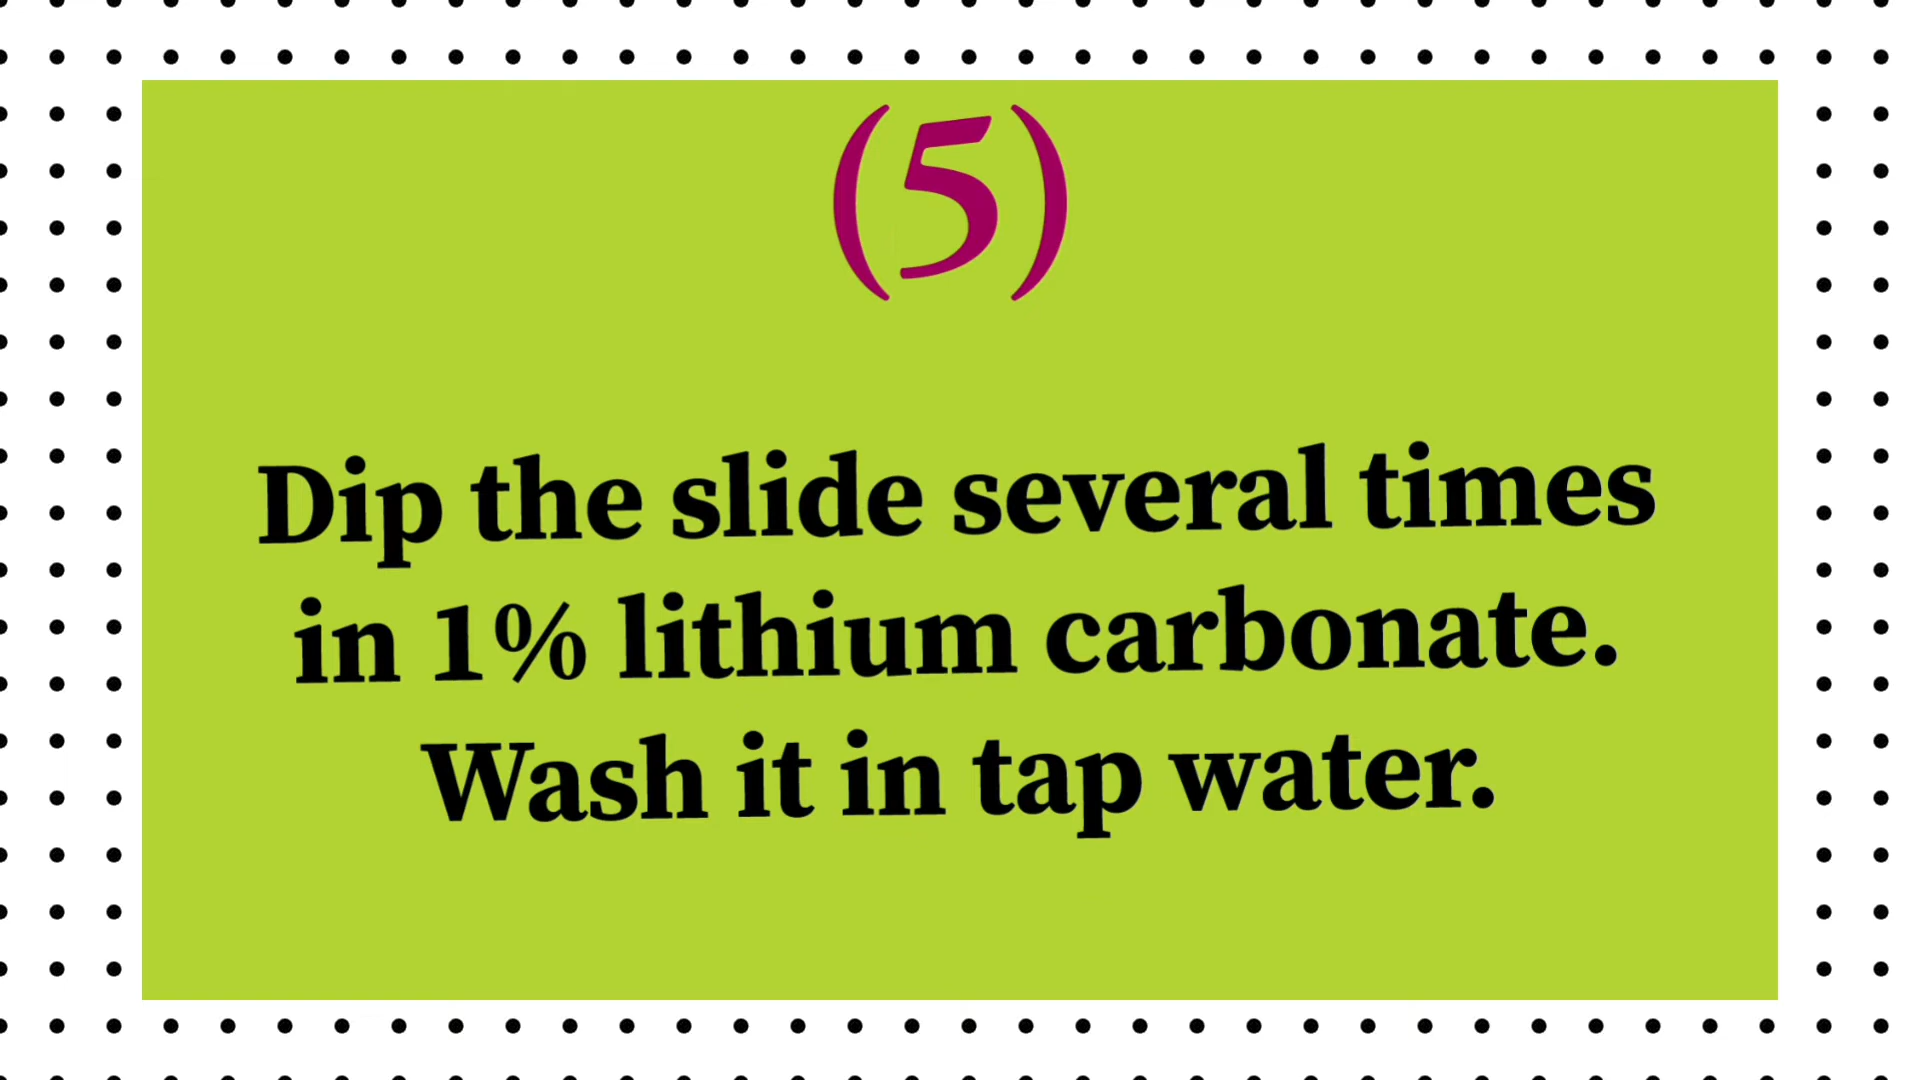 (5)
Dip the slide several times
in 1% lithium carbonate.
Wash it in tap water.